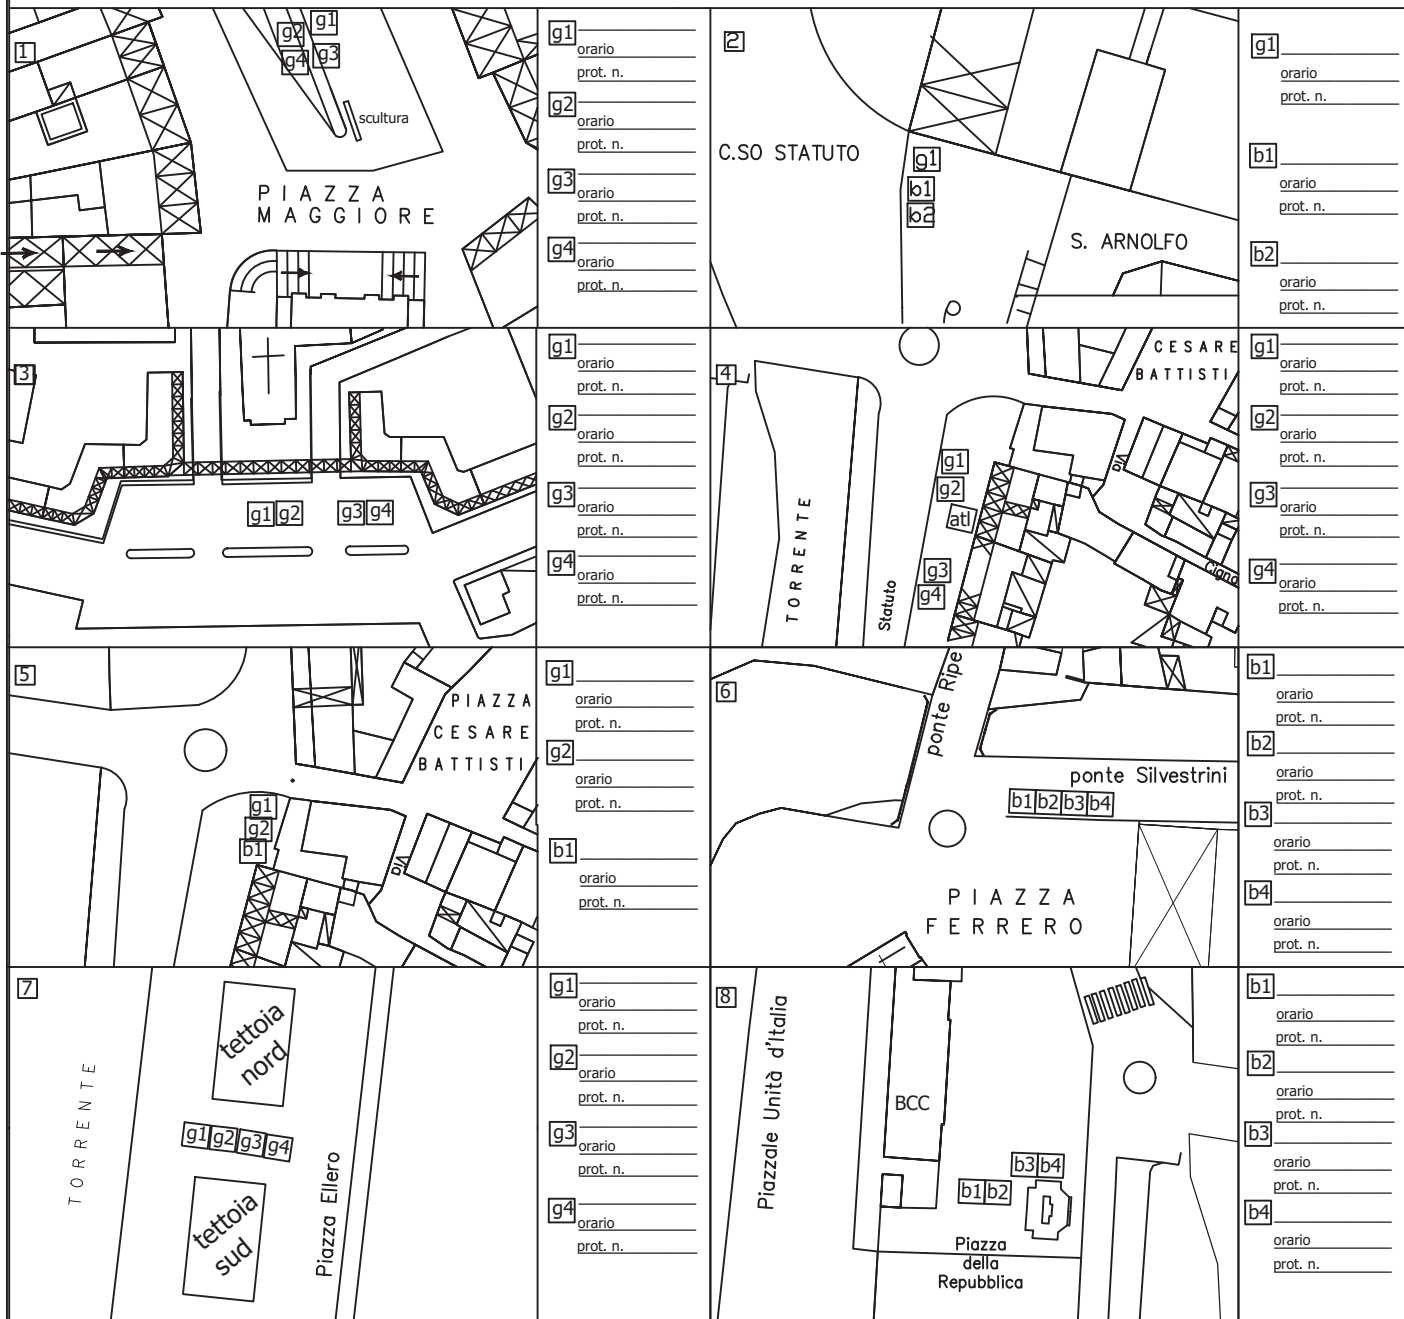 1
g1
g2
g3
g4
scultura
PIAZZA
MAGGIORE
g1
orario
prot. n.
g2
orario
prot. n.
g3
orario
prot. n.
g4
orario
prot. n.
2
C.SO STATUTO
g1
b1
b2
S. ARNOLFO
g1
orario
prot. n.
b1
orario
prot. n.
b2
orario
prot. n.
3
g1 g2 g3 g4
g1
orario
prot. n.
g2
orario
prot. n.
g3
orario
prot. n.
g4
orario
prot. n.
4
CESARE
BATTISTI
Via
g1
g2
atl
g3
g4
TORRENTE
Statuto
Cigna
g1
orario
prot. n.
g2
orario
prot. n.
g3
orario
prot. n.
g4
orario
prot. n.
5
PIAZZA
CESARE
BATTISTI
g1
g2
b1
Via
g1
orario
prot. n.
g2
orario
prot. n.
b1
orario
prot. n.
6
ponte Ripe
ponte Silvestrini
b1 b2 b3 b4
PIAZZA
FERRERO
b1
orario
prot. n.
b2
orario
prot. n.
b3
orario
prot. n.
b4
orario
prot. n.
7
tettoia
nord
TORRENTE
g1 g2 g3 g4
tettoia
sud
Piazza Ellero
g1
orario
prot. n.
g2
orario
prot. n.
g3
orario
prot. n.
g4
orario
prot. n.
8
Piazzale Unità d'Italia
BCC
b3 b4
b1 b2
Piazza
della
Repubblica
b1
orario
prot. n.
b2
orario
prot. n.
b3
orario
prot. n.
b4
orario
prot. n.